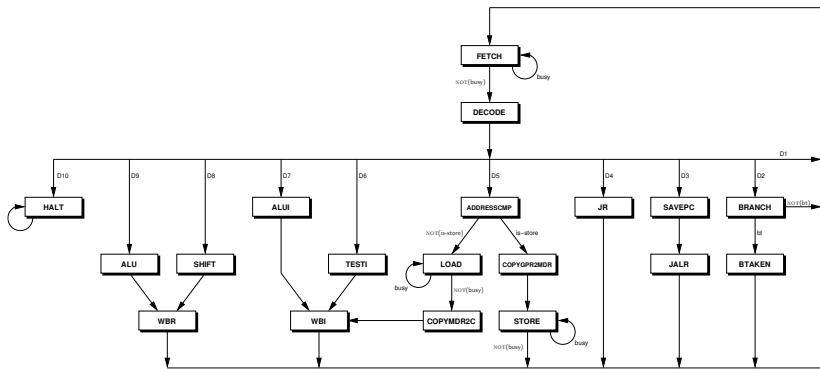 FETCH
busy
NOT(busy)
DECODE
D1
D10
D9
D8
D7
D6
D5
D4
D3
D2
HALT
ALUI
ADDRESSCMP
JR
SAVEPC
BRANCH
NOT(bt)
NOT(is-store)
is-store
bt
ALU
SHIFT
TESTI
LOAD
COPYGPR2MDR
JALR
BTAKEN
busy
NOT(busy)
WBR
WBI
COPYMDR2C
STORE
busy
NOT(busy)